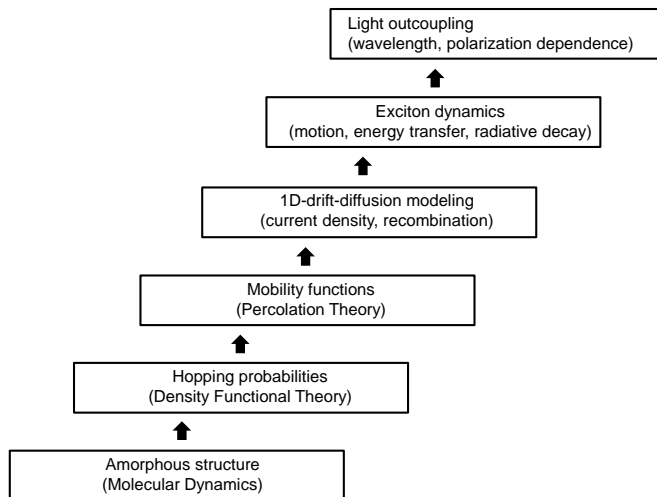 Light outcoupling
(wavelength, polarization dependence)
Exciton dynamics
(motion, energy transfer, radiative decay)
1D-drift-diffusion modeling
(current density, recombination)
Mobility functions
(Percolation Theory)
Hopping probabilities
(Density Functional Theory)
Amorphous structure
(Molecular Dynamics)